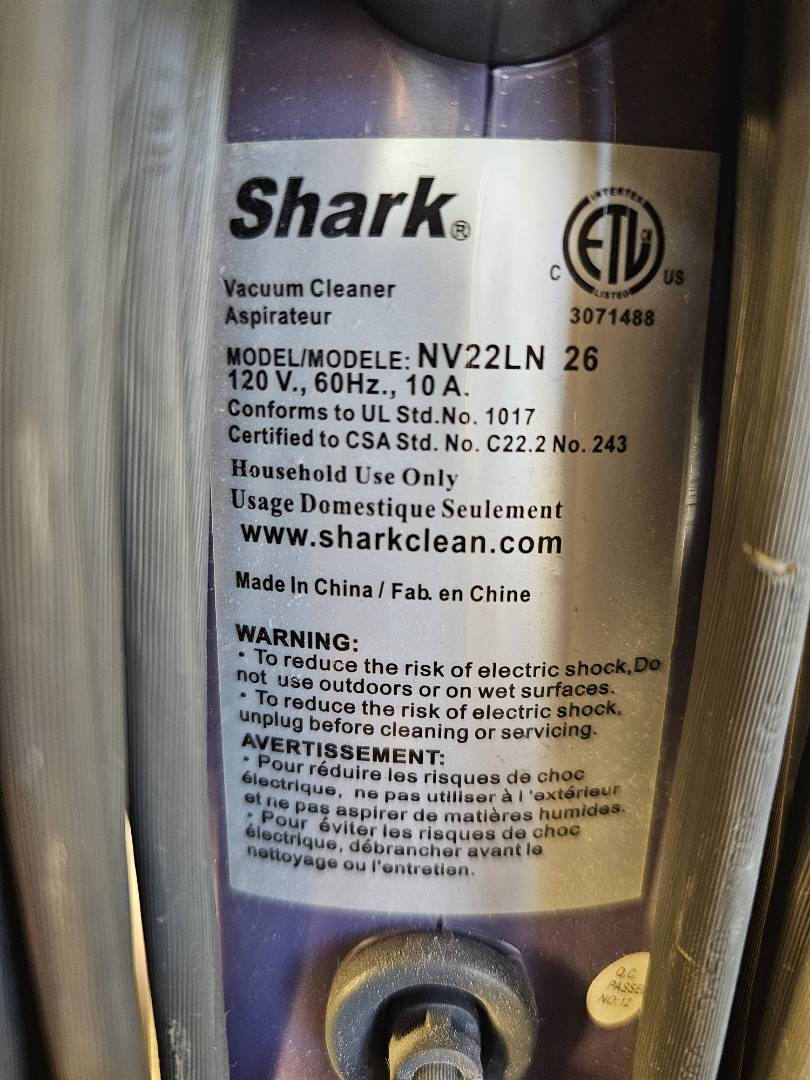 Shark®
INTERTEK
ETL
CM
LISTED
C
US
3071488
Vacuum Cleaner
Aspirateur
MODEL/MODELE: NV22LN 26
120 V., 60Hz., 10 A.
Conforms to UL Std.No. 1017
Certified to CSA Std. No. C22.2 No. 243
Household Use Only
Usage Domestique Seulement
www.sharkclean.com
Made In China / Fab. en Chine
WARNING:
• To reduce the risk of electric shock, Do
not use outdoors or on wet surfaces.
• To reduce the risk of electric shock,
unplug before cleaning or servicing.
AVERTISSEMENT:
• Pour réduire les risques de choc
électrique, ne pas utiliser à l'extérieur
et ne pas aspirer de matières humides.
• Pour éviter les risques de choc
électrique, débrancher avant le
nettoyage ou l'entretien.
Q.C.
PASSE
NO:12